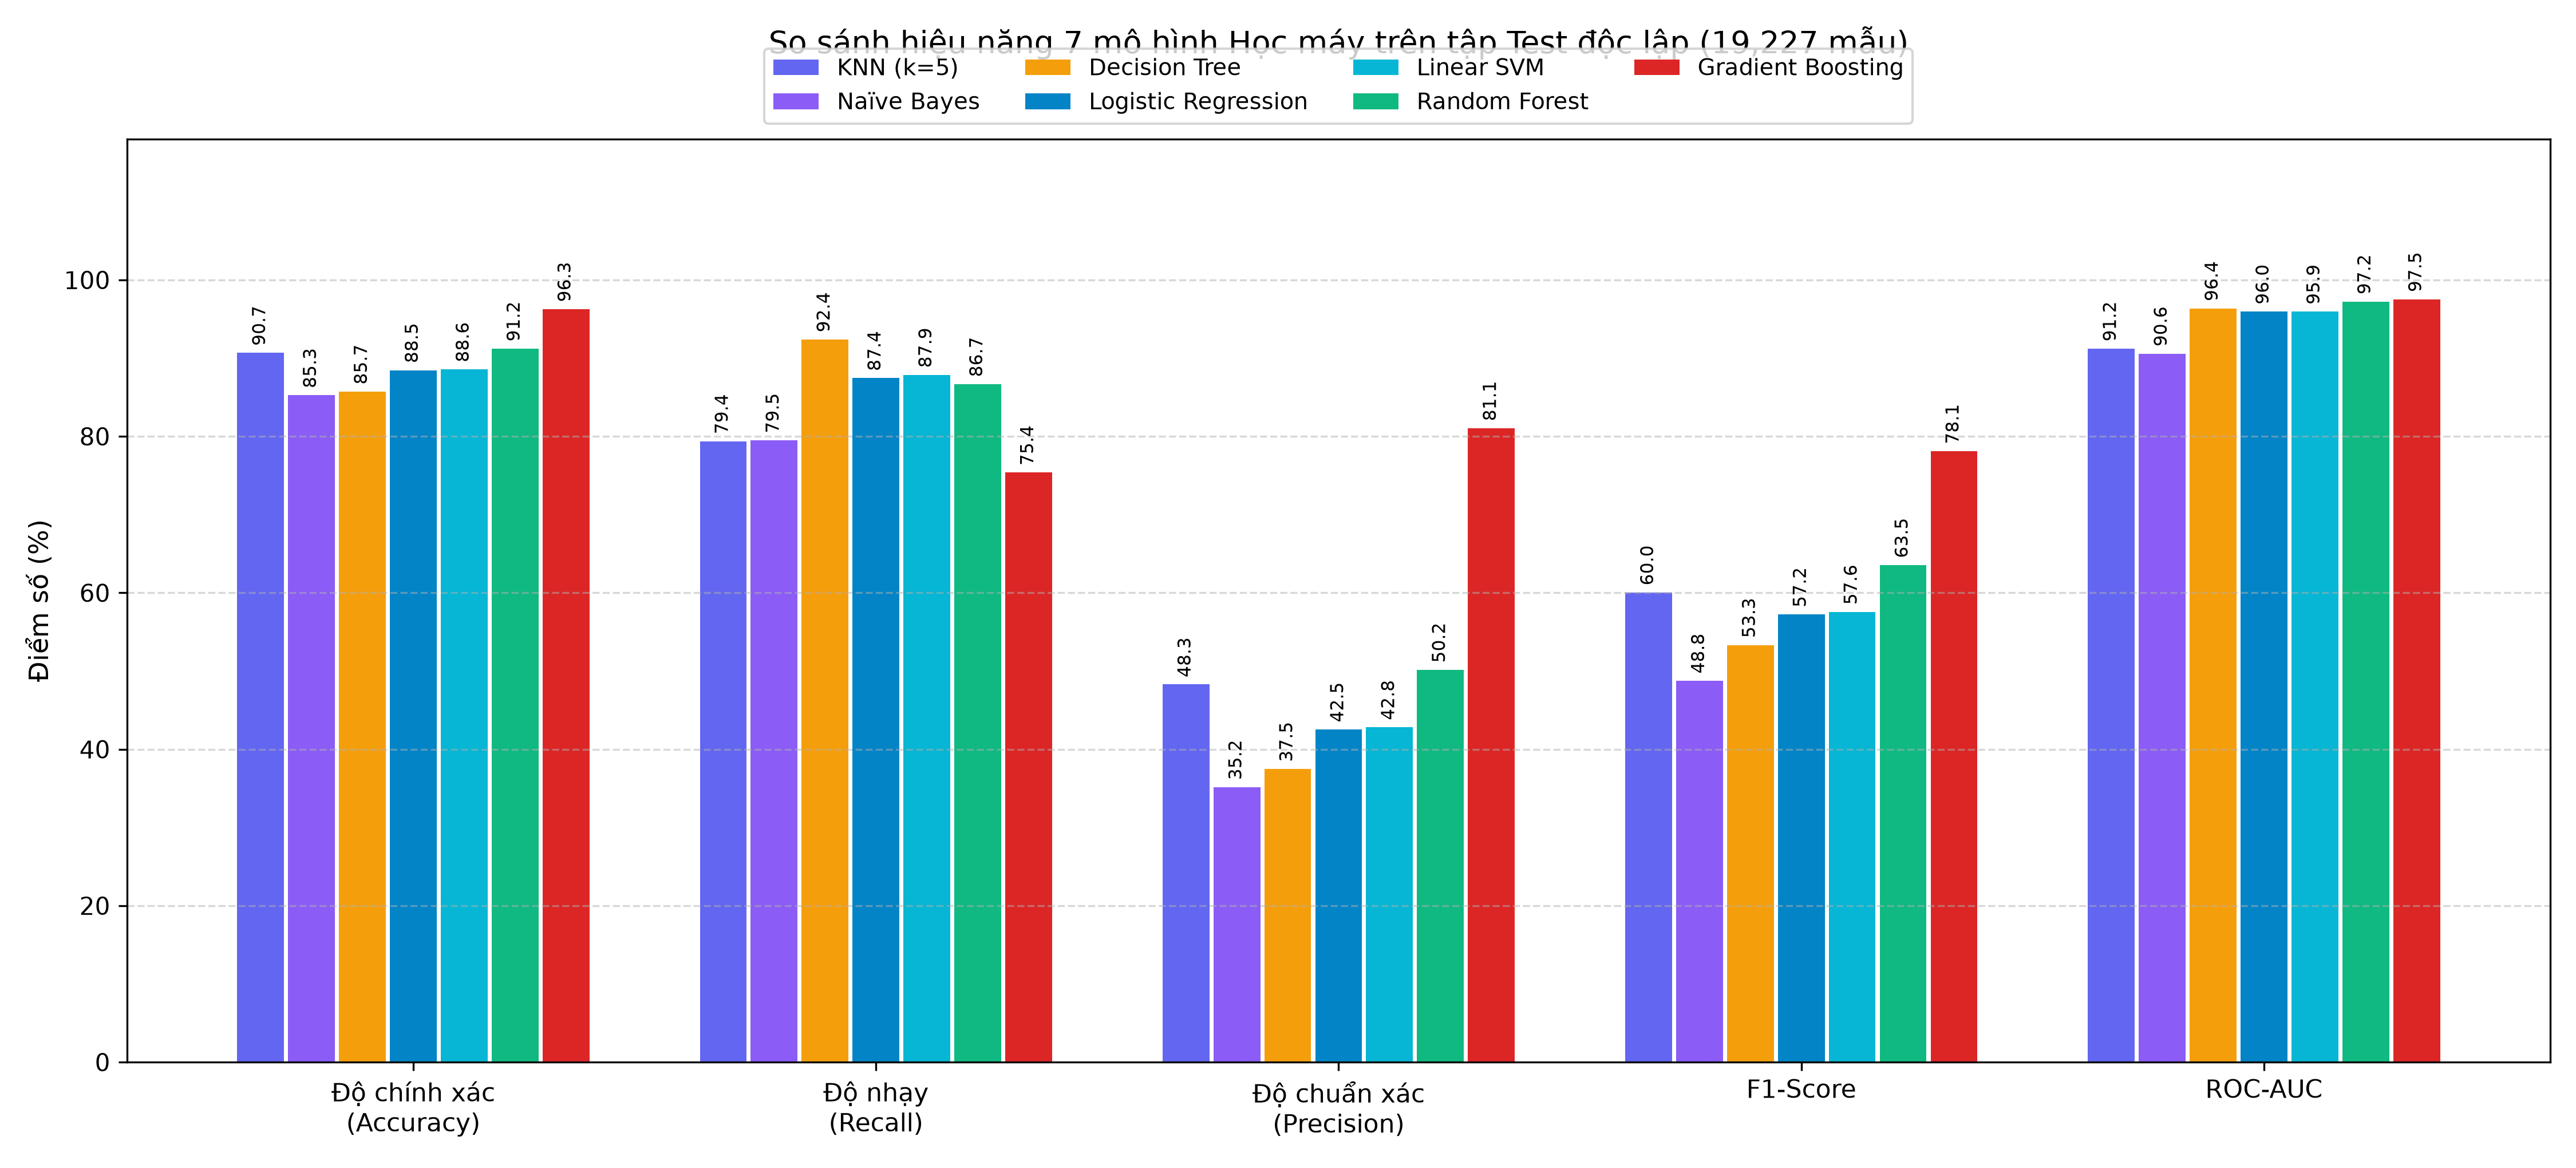 So sánh hiệu năng 7 mô hình Học máy trên tập Test độc lập (19,227 mẫu)
KNN (k=5)
Naïve Bayes
Decision Tree
Logistic Regression
Linear SVM
Random Forest
Gradient Boosting
Điểm số (%)
100
80
60
40
20
0
90.7
85.3
85.7
88.5
88.6
91.2
96.3
79.4
79.5
92.4
87.4
87.9
86.7
75.4
48.3
35.2
37.5
42.5
42.8
50.2
81.1
60.0
48.8
53.3
57.2
57.6
63.5
78.1
91.2
90.6
96.4
96.0
95.9
97.2
97.5
Độ chính xác
(Accuracy)
Độ nhạy
(Recall)
Độ chuẩn xác
(Precision)
F1-Score
ROC-AUC